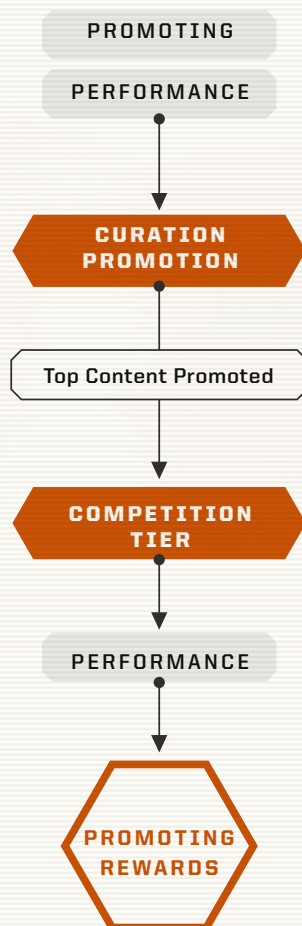 PROMOTING
PERFORMANCE
CURATION
PROMOTION
Top Content Promoted
COMPETITION
TIER
PERFORMANCE
PROMOTING
REWARDS